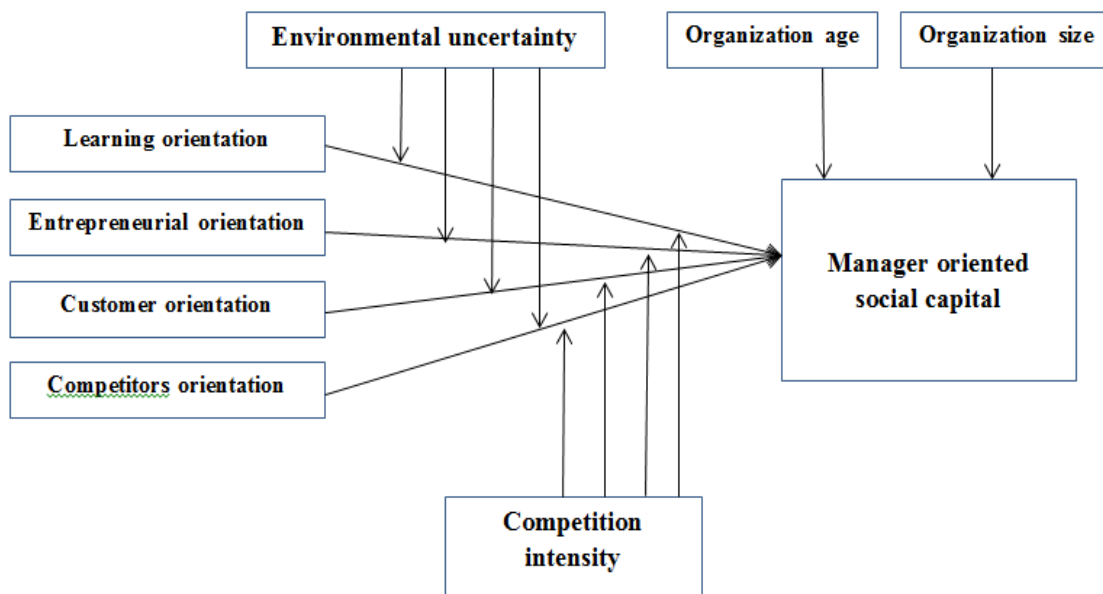 Environmental uncertainty
Organization age
Organization size
Learning orientation
Entrepreneurial orientation
Customer orientation
Competitors orientation
Manager oriented
social capital
Competition
intensity